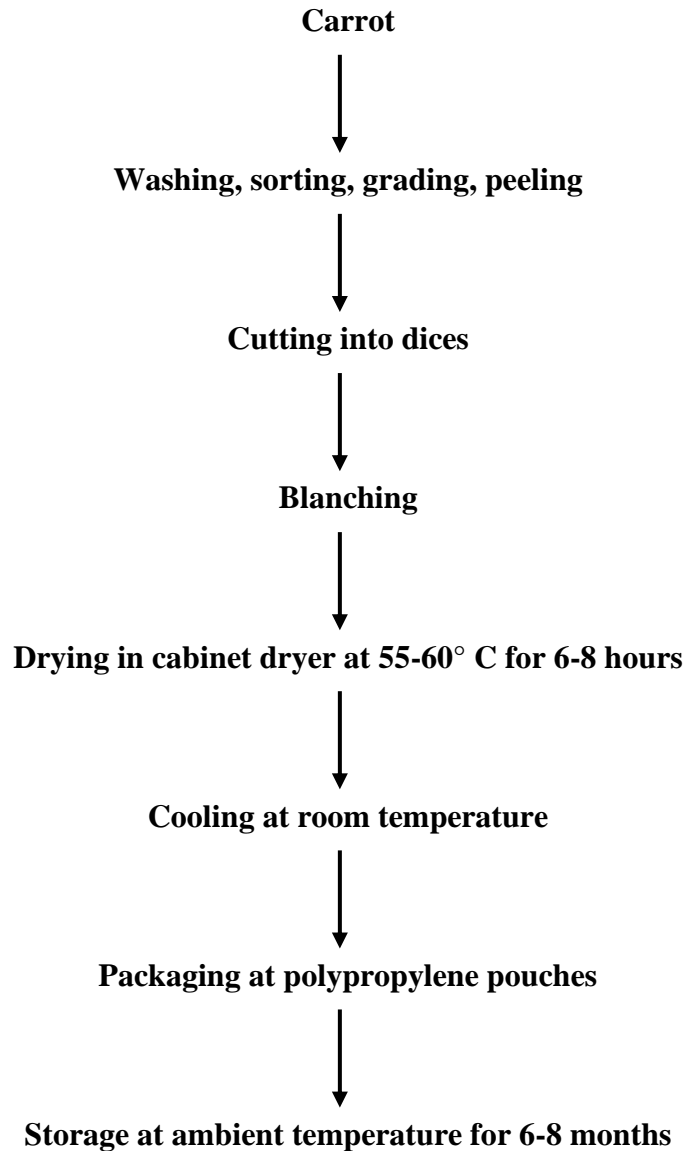 Carrot
Washing, sorting, grading, peeling
Cutting into dices
Blanching
Drying in cabinet dryer at 55-60° C for 6-8 hours
Cooling at room temperature
Packaging at polypropylene pouches
Storage at ambient temperature for 6-8 months